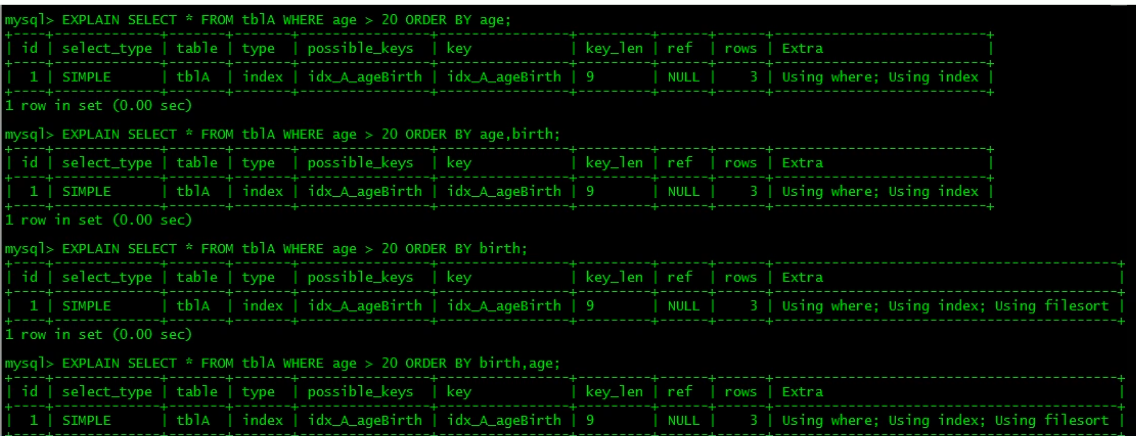 mysql> EXPLAIN SELECT * FROM tblA WHERE age > 20 ORDER BY age;
+----+-------------+-------+-------+----------------+----------------+---------+------+------+--------------------------+
| id | select_type | table | type | possible_keys | key | key_len | ref | rows | Extra |
| 1 | SIMPLE | tblA | index | idx_A_ageBirth | idx_A_ageBirth | 9 | NULL | 3 | Using where; Using index |
1 row in set (0.00 sec)
mysql> EXPLAIN SELECT * FROM tblA WHERE age > 20 ORDER BY age,birth;
| id | select_type | table | type | possible_keys | key | key_len | ref | rows | Extra |
| 1 | SIMPLE | tblA | index | idx_A_ageBirth | idx_A_ageBirth | 9 | NULL | 3 | Using where; Using index |
1 row in set (0.00 sec)
mysql> EXPLAIN SELECT * FROM tblA WHERE age > 20 ORDER BY birth;
| id | select_type | table | type | possible_keys | key | key_len | ref | rows | Extra |
| 1 | SIMPLE | tblA | index | idx_A_ageBirth | idx_A_ageBirth | 9 | NULL | 3 | Using where; Using index; Using filesort |
1 row in set (0.00 sec)
mysql> EXPLAIN SELECT * FROM tblA WHERE age > 20 ORDER BY birth,age;
| id | select_type | table | type | possible_keys | key | key_len | ref | rows | Extra |
| 1 | SIMPLE | tblA | index | idx_A_ageBirth | idx_A_ageBirth | 9 | NULL | 3 | Using where; Using index; Using filesort |